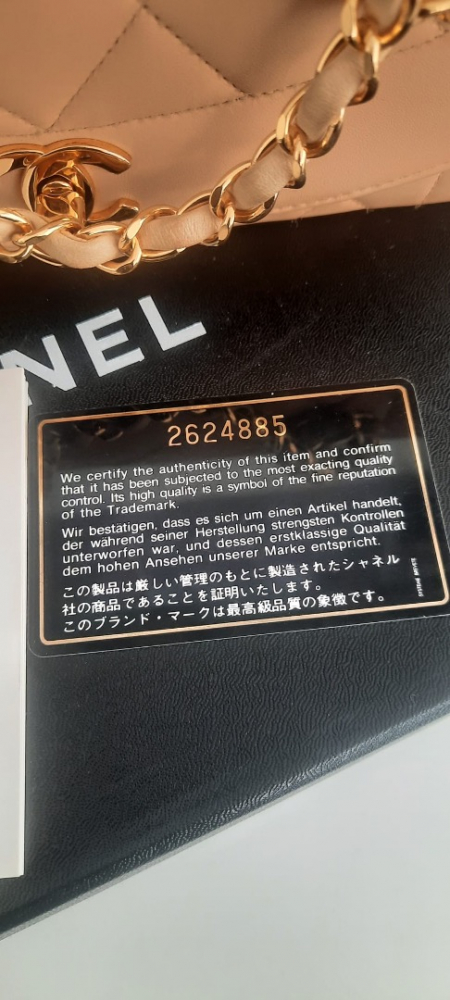 NEL
2624885
We certify the authenticity of this item and confirm
that it has been subjected to the most exacting quality
control. Its high quality is a symbol of the fine reputation
of the Trademark.
Wir bestätigen, dass es sich um einen Artikel handelt,
der während seiner Herstellung strengsten Kontrollen
unterworfen war, und dessen erstklassige Qualität
dem hohen Ansehen unserer Marke entspricht.
この製品は厳しい管理のもとに製造されたシャネル
社の商品であることを証明いたします。
このブランド・マークは最高級品質の象徴です。